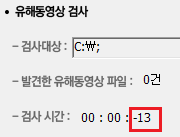 • 유해동영상 검사
– 검사대상 : C:₩;
– 발견한 유해동영상 파일 : 0건
– 검사 시간 : 00 : 00 : -13